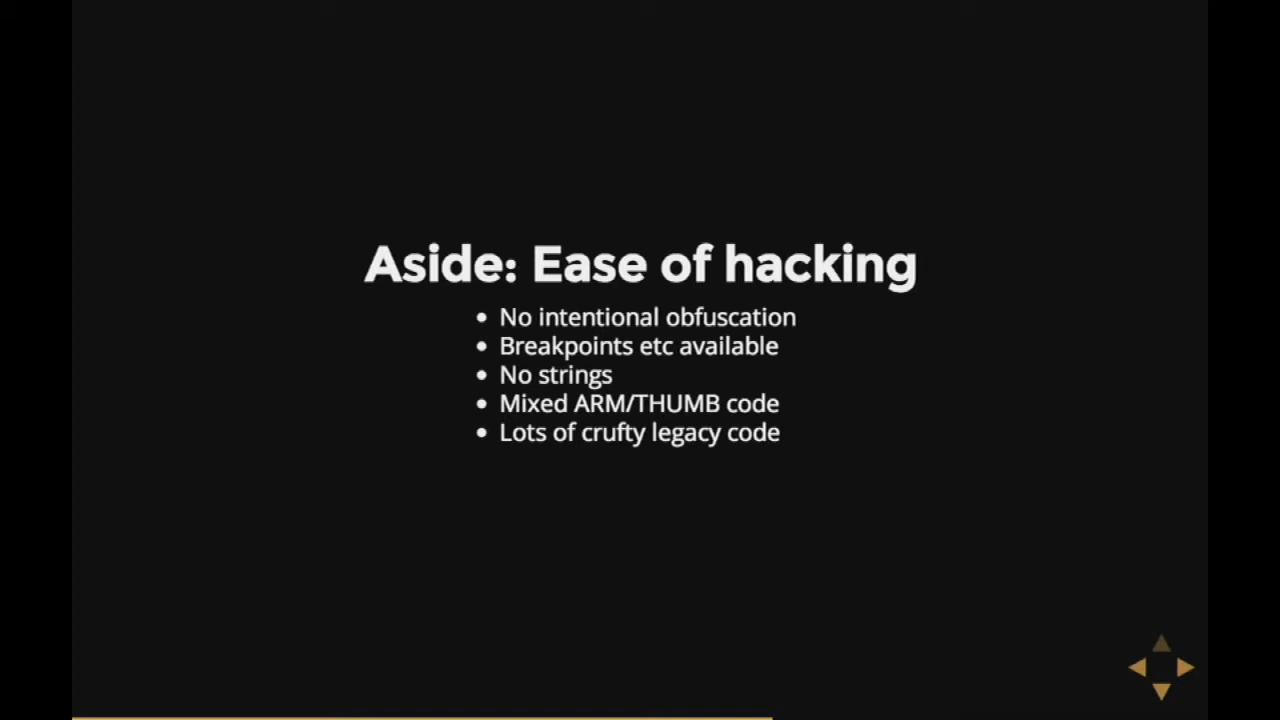 Aside: Ease of hacking
No intentional obfuscation
Breakpoints etc available
No strings
Mixed ARM/THUMB code
Lots of crufty legacy code